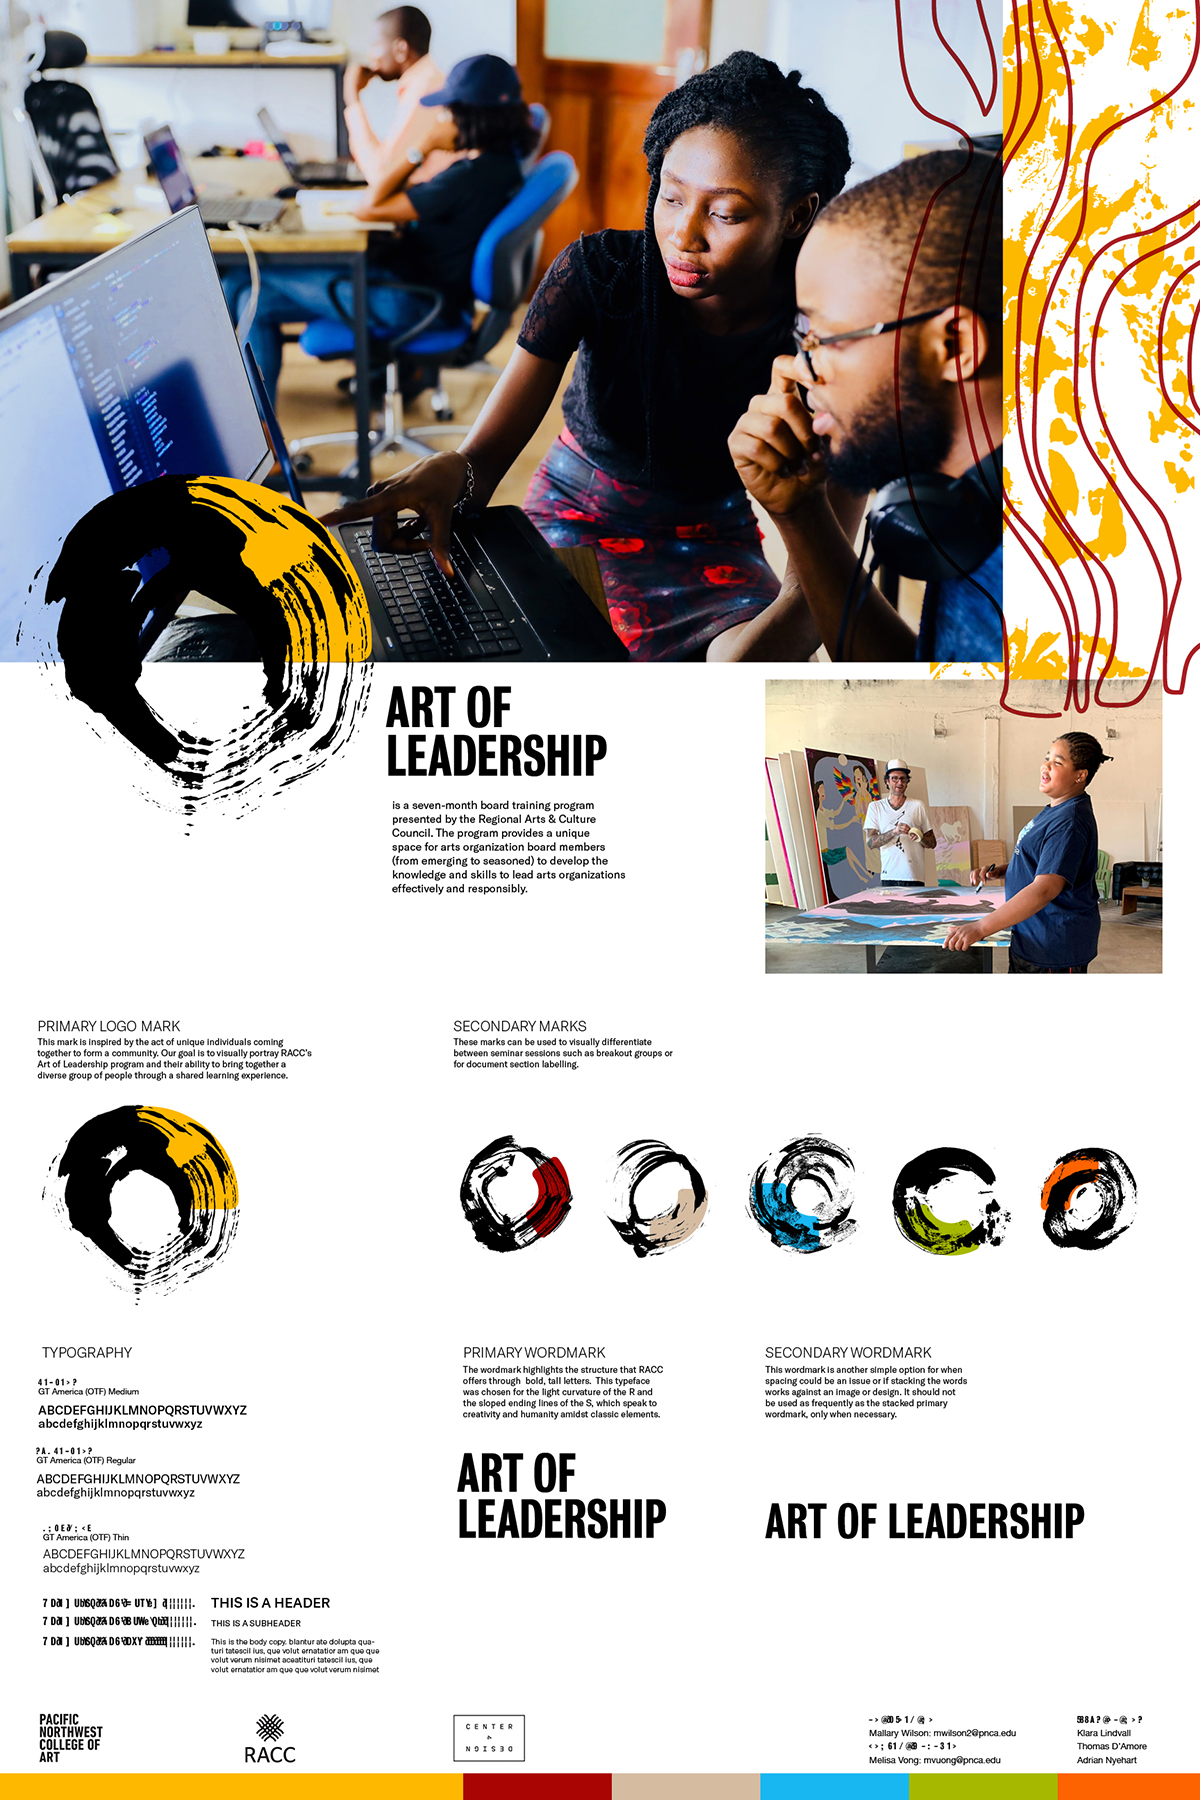 ART OF
LEADERSHIP
is a seven-month board training program
presented by the Regional Arts & Culture
Council. The program provides a unique
space for arts organization board members
(from emerging to seasoned) to develop the
knowledge and skills to lead arts organizations
effectively and responsibly.
PRIMARY LOGO MARK
This mark is inspired by the act of unique individuals coming
together to form a community. Our goal is to visually portray RACC's
Art of Leadership program and their ability to bring together a
diverse group of people through a shared learning experience.
SECONDARY MARKS
These marks can be used to visually differentiate
between seminar sessions such as breakout groups or
for document section labelling.
TYPOGRAPHY
41-01>?
GT America (OTF) Medium
ABCDEFGHIJKLMNOPQRSTUVWXYZ
abcdefghijklmnopqrstuvwxyz
?A. 41-01>?
GT America (OTF) Regular
ABCDEFGHIJKLMNOPQRSTUVWXYZ
abcdefghijklmnopqrstuvwxyz
GT America (OTF) Thin
ABCDEFGHIJKLMNOPQRSTUVWXYZ
abcdefghijklmnopqrstuvwxyz
THIS IS A HEADER
THIS IS A SUBHEADER
This is the body copy. blantur ate dolupta qua-
turi tatescil ius, que volut ernatatior am que que
volut verum nisimet aceatituri tatescil ius, que
volut ernatatior am que que volut verum nisimet
PRIMARY WORDMARK
The wordmark highlights the structure that RACC
offers through bold, tall letters. This typeface
was chosen for the light curvature of the R and
the sloped ending lines of the S, which speak to
creativity and humanity amidst classic elements.
ART OF
LEADERSHIP
SECONDARY WORDMARK
This wordmark is another simple option for when
spacing could be an issue or if stacking the words
works against an image or design. It should not
be used as frequently as the stacked primary
wordmark, only when necessary.
ART OF LEADERSHIP
PACIFIC
NORTHWEST
COLLEGE OF
ART
RACC
CENTER
4
DESIGN
Mallary Wilson: mwilson2@pnca.edu
Melisa Vong: mvuong@pnca.edu
Klara Lindvall
Thomas D'Amore
Adrian Nyehart